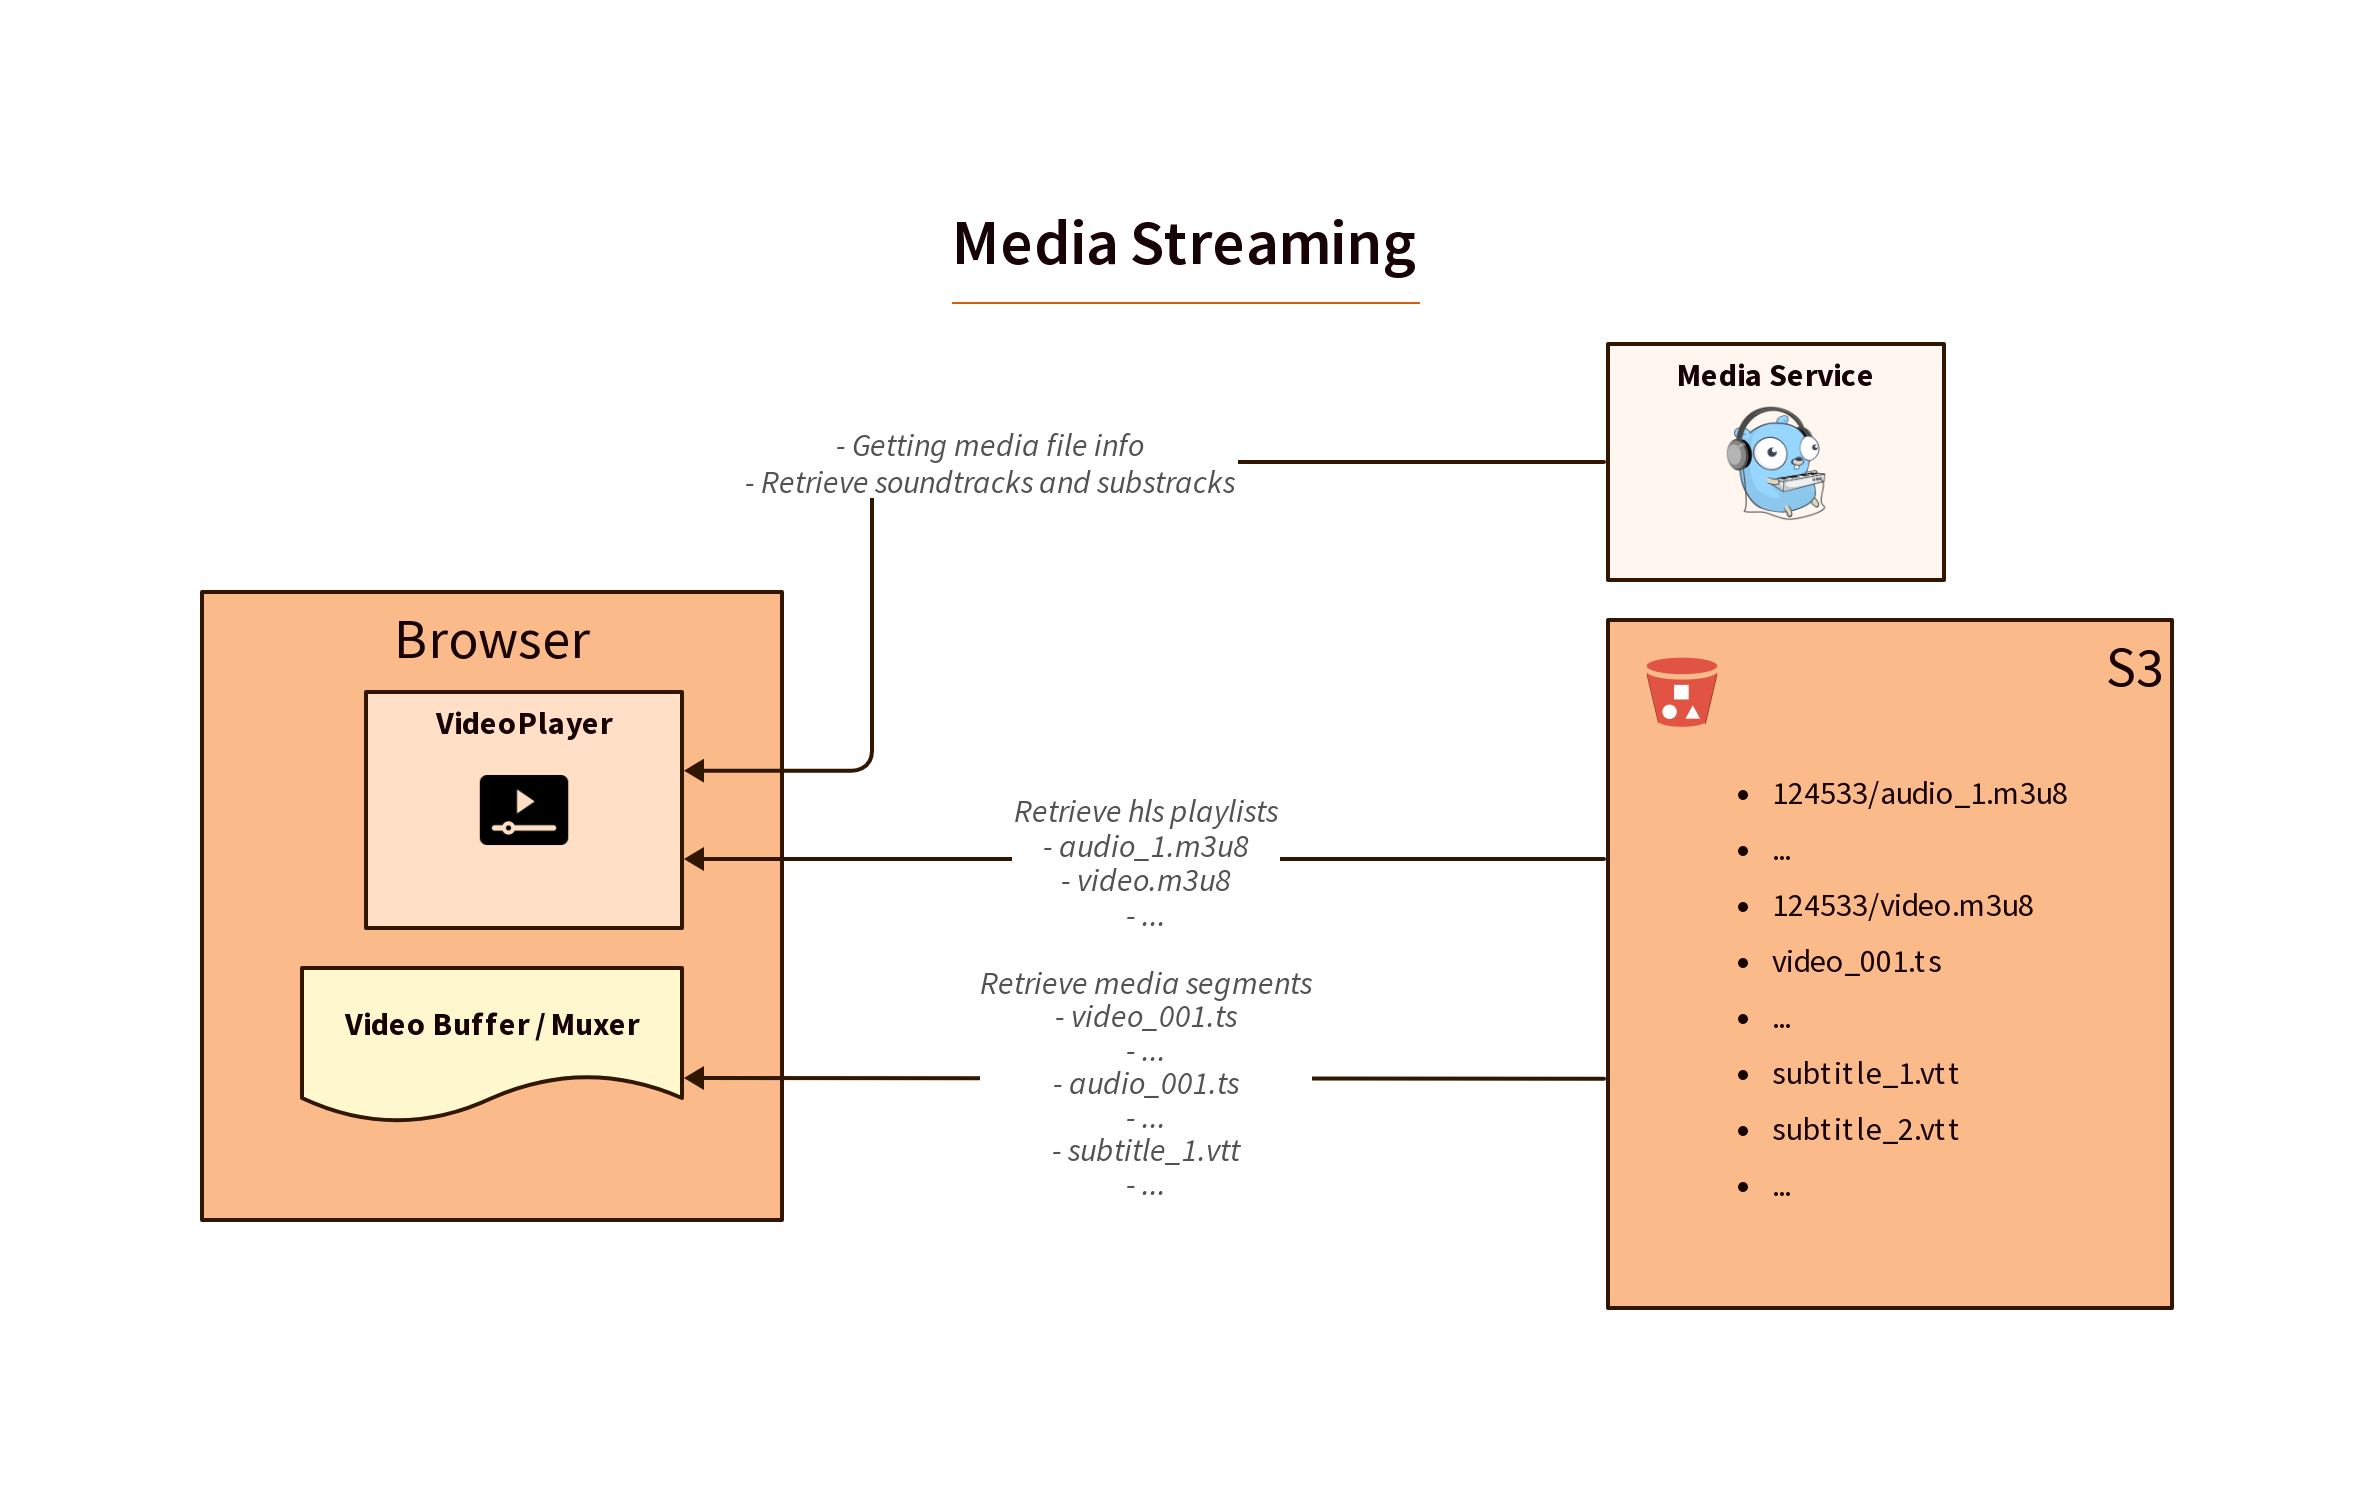 Media Streaming
Media Service
- Getting media file info
- Retrieve soundtracks and substracks
Browser
VideoPlayer
S3
Retrieve hls playlists
- audio_1.m3u8
- video.m3u8
- ...
• 124533/audio_1.m3u8
• ...
• 124533/video.m3u8
• video_001.ts
• ...
• subtitle_1.vtt
• subtitle_2.vtt
• ...
Video Buffer / Muxer
Retrieve media segments
- video_001.ts
- ...
- audio_001.ts
- ...
- subtitle_1.vtt
- ...